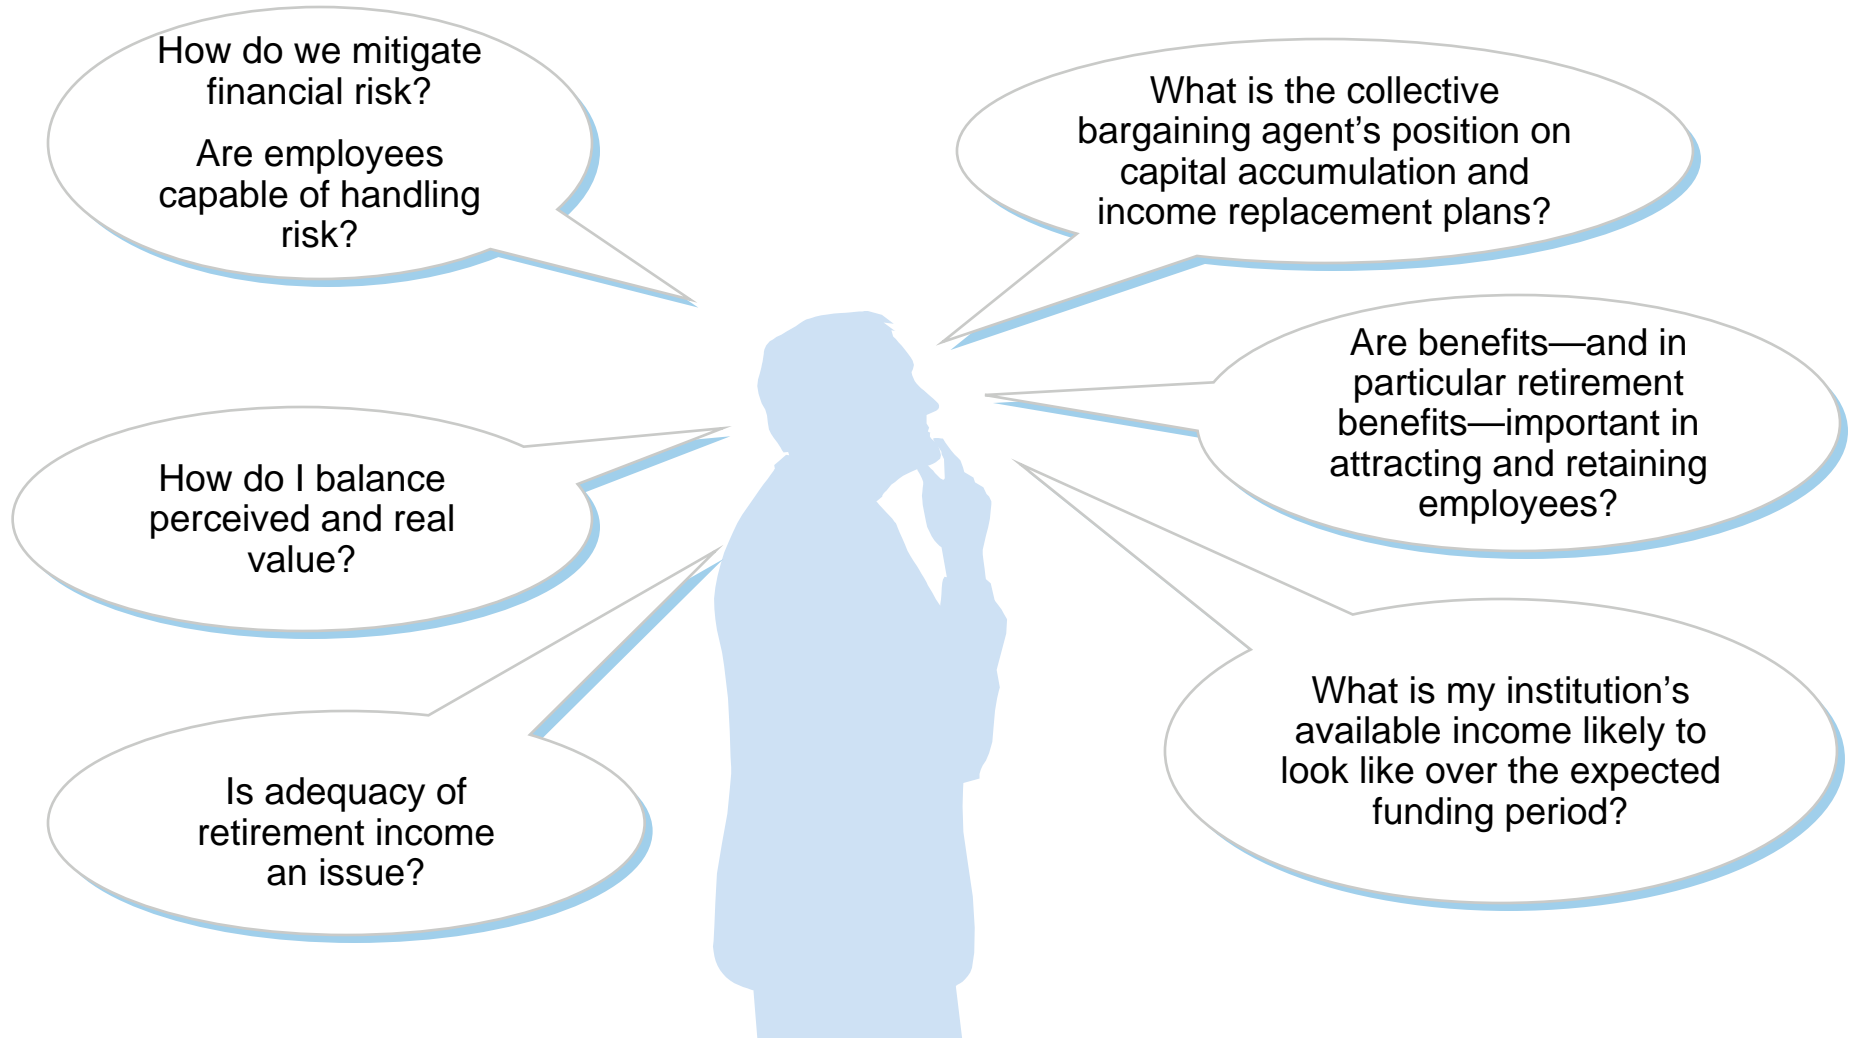 How do we mitigate
financial risk?
Are employees
capable of handling
risk?
What is the collective
bargaining agent’s position on
capital accumulation and
income replacement plans?
How do I balance
perceived and real
value?
Are benefits—and in
particular retirement
benefits—important in
attracting and retaining
employees?
Is adequacy of
retirement income
an issue?
What is my institution’s
available income likely to
look like over the expected
funding period?